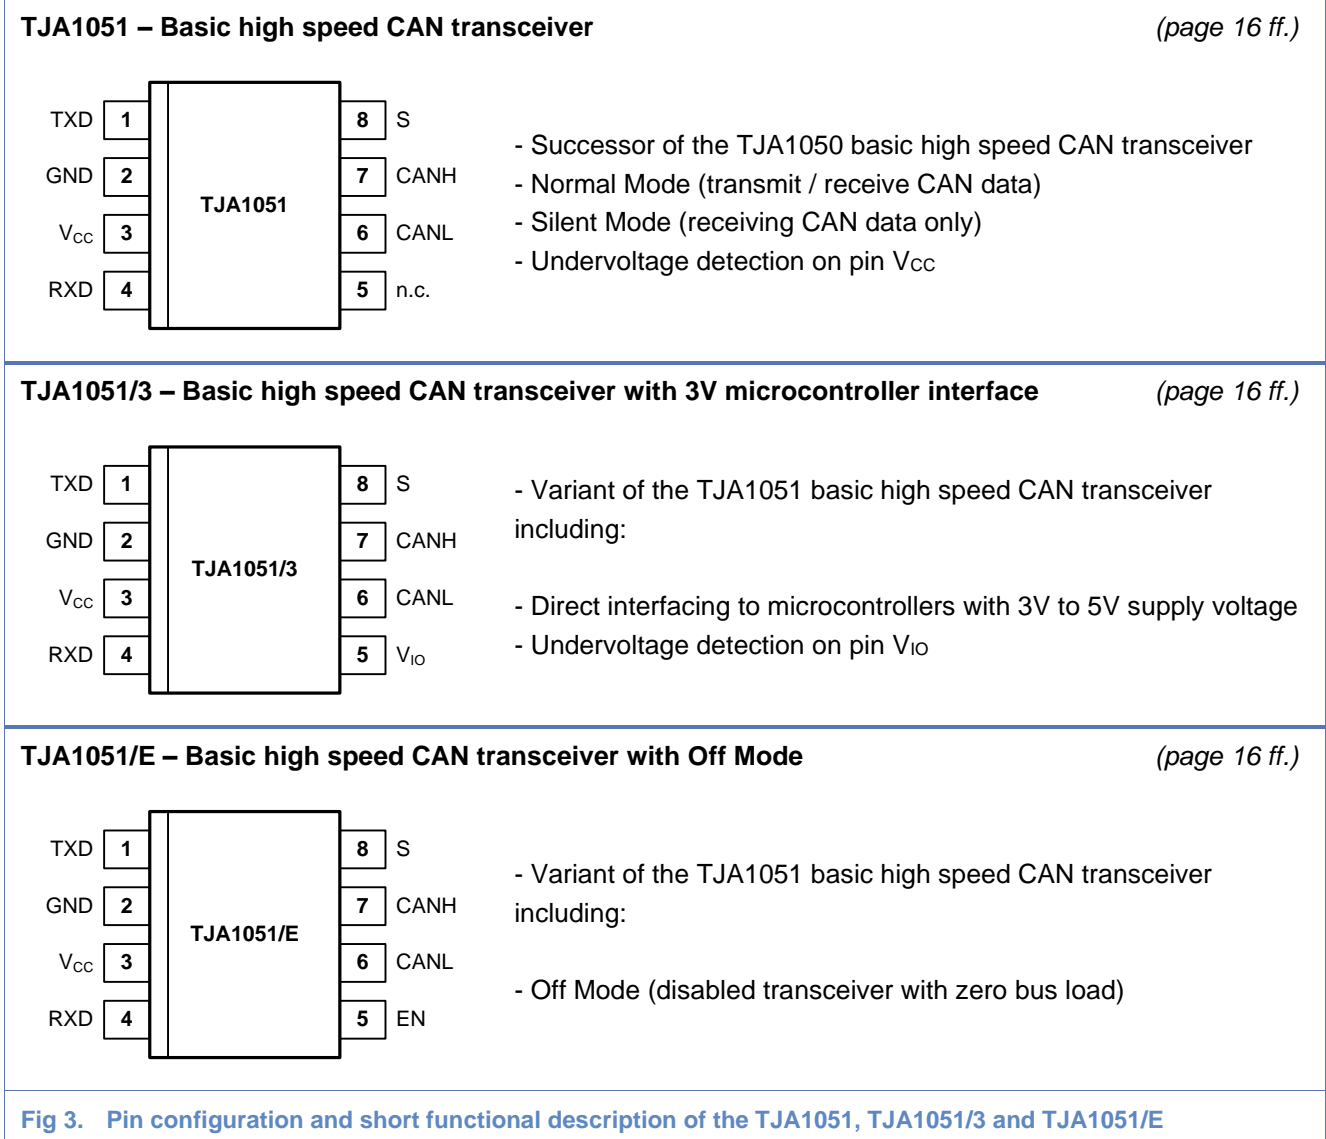 TJA1051 – Basic high speed CAN transceiver (page 16 ff.)
TXD 1 8 S
GND 2 7 CANH
TJA1051
VCC 3 6 CANL
RXD 4 5 n.c.
- Successor of the TJA1050 basic high speed CAN transceiver
- Normal Mode (transmit / receive CAN data)
- Silent Mode (receiving CAN data only)
- Undervoltage detection on pin VCC
TJA1051/3 – Basic high speed CAN transceiver with 3V microcontroller interface (page 16 ff.)
TXD 1 8 S
GND 2 7 CANH
TJA1051/3
VCC 3 6 CANL
RXD 4 5 VIO
- Variant of the TJA1051 basic high speed CAN transceiver
including:
- Direct interfacing to microcontrollers with 3V to 5V supply voltage
- Undervoltage detection on pin VIO
TJA1051/E – Basic high speed CAN transceiver with Off Mode (page 16 ff.)
TXD 1 8 S
GND 2 7 CANH
TJA1051/E
VCC 3 6 CANL
RXD 4 5 EN
- Variant of the TJA1051 basic high speed CAN transceiver
including:
- Off Mode (disabled transceiver with zero bus load)
Fig 3. Pin configuration and short functional description of the TJA1051, TJA1051/3 and TJA1051/E